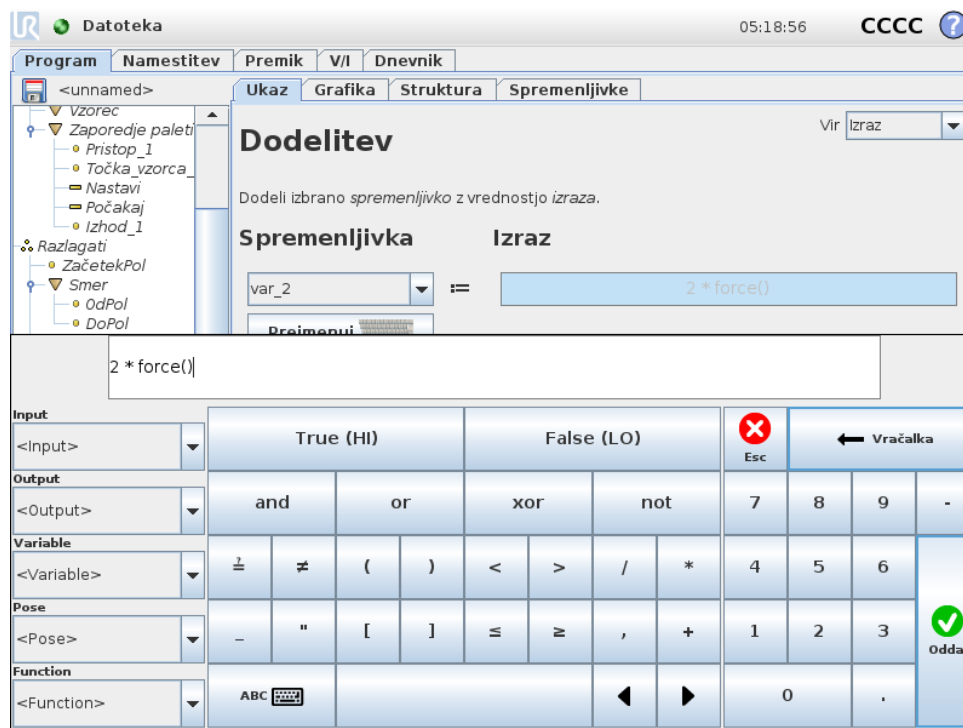 UR Datoteka 05:18:56 CCCC ?
Program Namestitev Premik V/I Dnevnik
<unnamed> Ukaz Grafika Struktura Spremenljivke
Vzorec
Zaporedje paleti
Pristop_1
Točka_vzorca_
Nastavi
Počakaj
Izhod_1
Razlagati
ZačetekPol
Smer
OdPol
DoPol
Vir Izraz
Dodelitev
Dodeli izbrano spremenljivko z vrednostjo izraza.
Spremenljivka Izraz
var_2 := 2 * force()
Preimenuj
2 * force()
Input
<Input>
Output
<Output>
Variable
<Variable>
Pose
<Pose>
Function
<Function>
True (HI) False (LO) Esc Vračalka
and or xor not 7 8 9 -
≟ ≠ ( ) < > / * 4 5 6
_ " [ ] ≤ ≥ , + 1 2 3 Odda
ABC 0 .